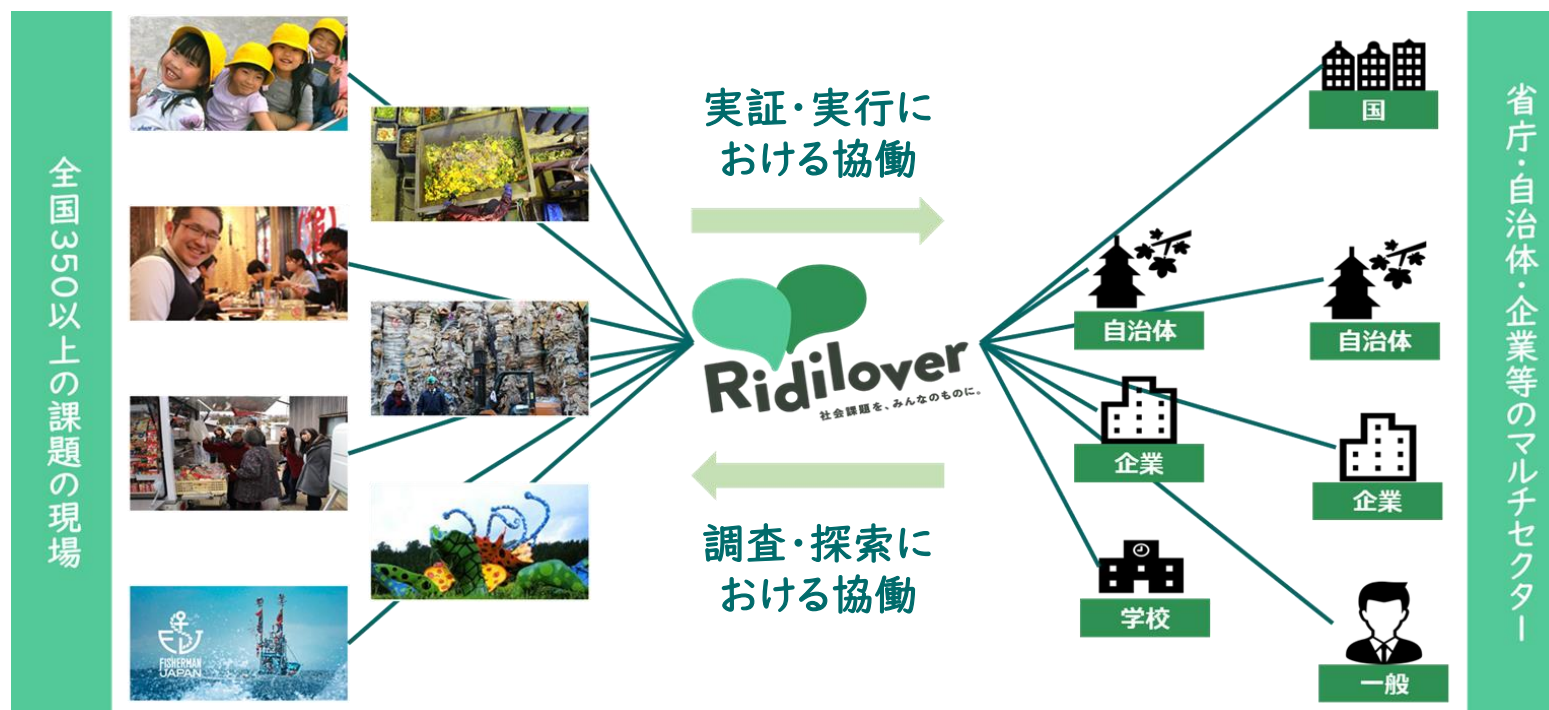 全国350以上の課題の現場
FISHERMAN
JAPAN
実証・実行に
おける協働
Ridilover
社会課題を、みんなのものに。
調査・探索に
おける協働
国
自治体
自治体
企業
企業
学校
一般
省庁・自治体・企業等のマルチセクター